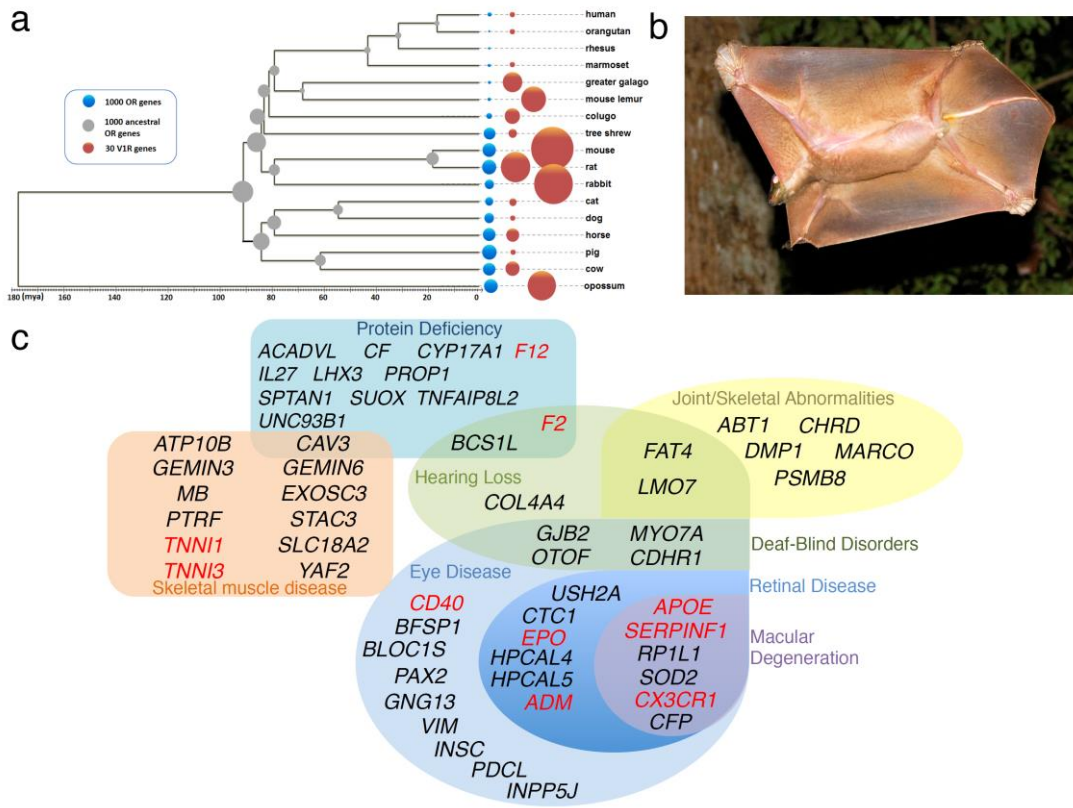 a
human
orangutan
rhesus
marmoset
greater galago
mouse lemur
colugo
tree shrew
mouse
rat
rabbit
cat
dog
horse
pig
cow
opossum
1000 OR genes
1000 ancestral
OR genes
30 V1R genes
180 (mya) 160 140 120 100 80 60 40 20 0
b
c
Protein Deficiency
ACADVL CF CYP17A1 F12
IL27 LHX3 PROP1
SPTAN1 SUOX TNFAIP8L2
UNC93B1
F2
BCS1L
ATP10B CAV3
GEMIN3 GEMIN6
MB EXOSC3
PTRF STAC3
TNNI1 SLC18A2
TNNI3 YAF2
Skeletal muscle disease
Hearing Loss
COL4A4
Joint/Skeletal Abnormalities
ABT1 CHRD
FAT4 DMP1 MARCO
LMO7 PSMB8
GJB2 MYO7A
OTOF CDHR1
Deaf-Blind Disorders
Eye Disease
Retinal Disease
Macular
Degeneration
CD40
BFSP1
BLOC1S
PAX2
GNG13
VIM
INSC
PDCL
INPP5J
USH2A
CTC1
EPO
HPCAL4
HPCAL5
ADM
APOE
SERPINF1
RP1L1
SOD2
CX3CR1
CFP